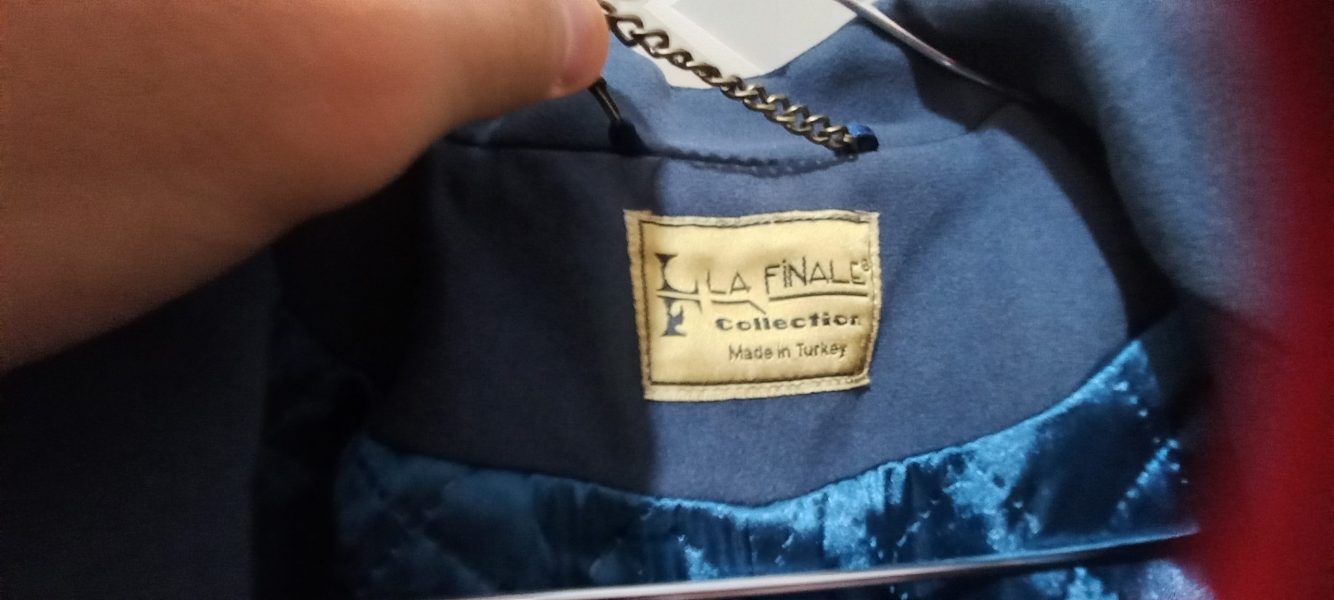 LF LA FiNALE®
Collection
Made in Turkey